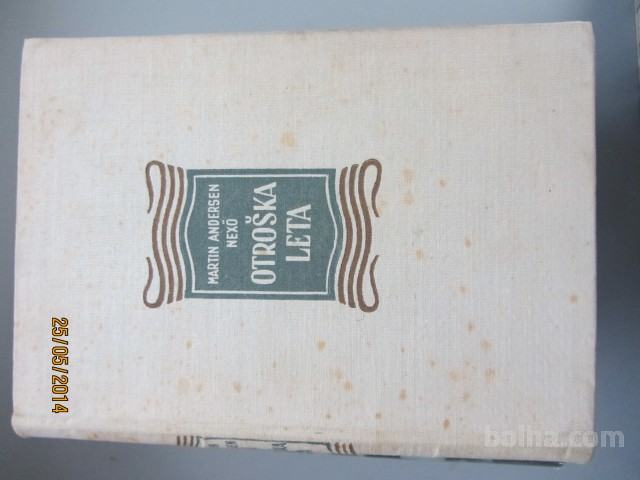 MARTIN ANDERSEN
NEXÖ
OTROŠKA
LETA
25/05/2014
bolha.com